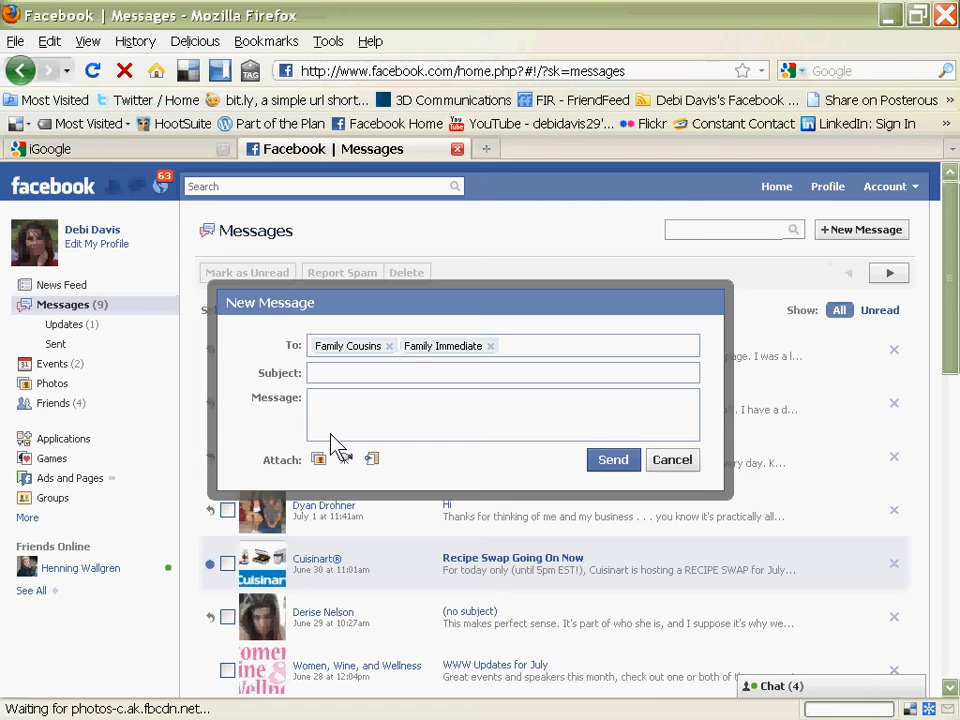 Facebook | Messages - Mozilla Firefox
File Edit View History Delicious Bookmarks Tools Help
TAG http://www.facebook.com/home.php?#!/?sk=messages Google
Most Visited Twitter / Home bit.ly, a simple url short... 3D Communications FIR - FriendFeed Debi Davis's Facebook ... Share on Posterous »
Most Visited HootSuite Part of the Plan Facebook Home YouTube - debidavis29'... Flickr Constant Contact LinkedIn: Sign In »
iGoogle Facebook | Messages
facebook 63 Search Home Profile Account
Debi Davis
Edit My Profile
Messages + New Message
Mark as Unread Report Spam Delete
News Feed
Messages (9)
Updates (1)
Sent
Events (2)
Photos
Friends (4)
Applications
Games
Ads and Pages
Groups
More
Friends Online
Henning Wallgren
See All
Show: All Unread
New Message
To: Family Cousins Family Immediate
Subject:
Message:
Attach: Send Cancel
page. I was a l...
. I have a d...
very day. K...
Dyan Drohner
July 1 at 11:41am
Hi
Thanks for thinking of me and my business . . . you know it's practically all...
Cuisinart®
June 30 at 11:01am
Recipe Swap Going On Now
For today only (until 5pm EST!), Cuisinart is hosting a RECIPE SWAP for July...
Cuisinart
Derise Nelson
June 29 at 10:27am
(no subject)
This makes perfect sense. It's part of who she is, and I suppose it's why we...
Women, Wine, and Wellness
June 28 at 12:04pm
WWW Updates for July
Great events and speakers this month, check out one or both of t...
Chat (4)
Waiting for photos-c.ak.fbcdn.net...